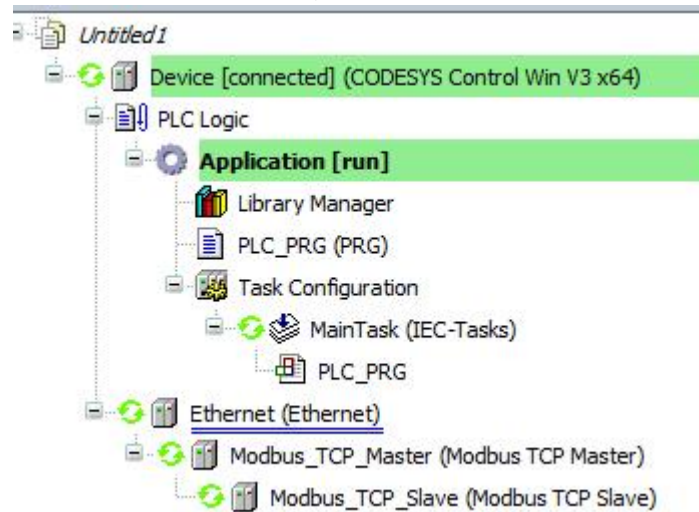 Untitled1
Device [connected] (CODESYS Control Win V3 x64)
PLC Logic
Application [run]
Library Manager
PLC_PRG (PRG)
Task Configuration
MainTask (IEC-Tasks)
PLC_PRG
Ethernet (Ethernet)
Modbus_TCP_Master (Modbus TCP Master)
Modbus_TCP_Slave (Modbus TCP Slave)